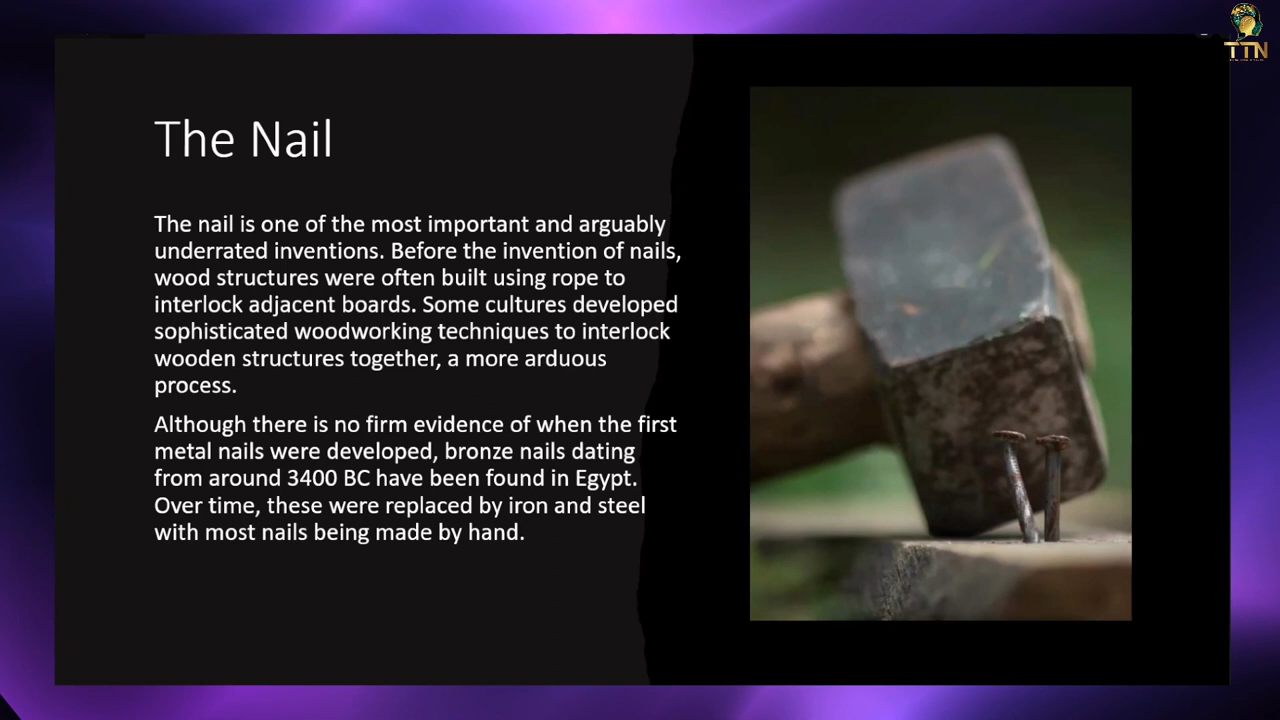 TTN
The Nail
The nail is one of the most important and arguably
underrated inventions. Before the invention of nails,
wood structures were often built using rope to
interlock adjacent boards. Some cultures developed
sophisticated woodworking techniques to interlock
wooden structures together, a more arduous
process.
Although there is no firm evidence of when the first
metal nails were developed, bronze nails dating
from around 3400 BC have been found in Egypt.
Over time, these were replaced by iron and steel
with most nails being made by hand.